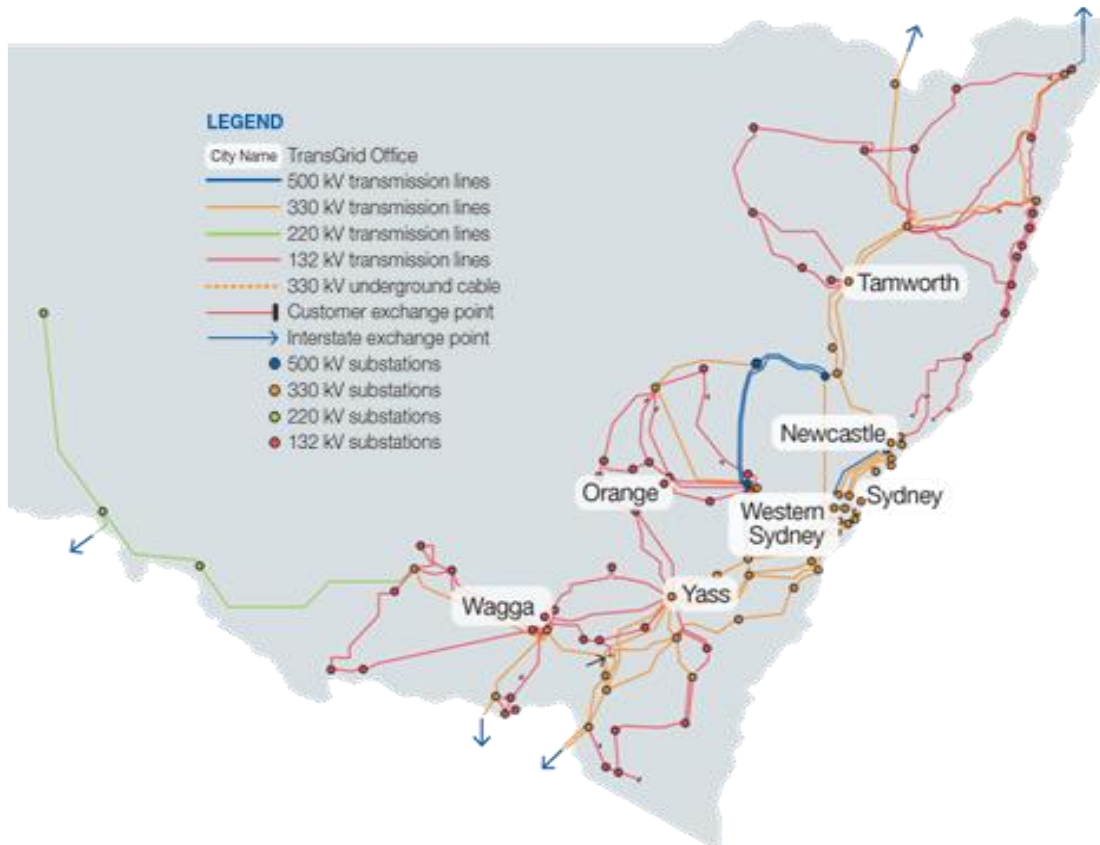 LEGEND
City Name TransGrid Office
500 kV transmission lines
330 kV transmission lines
220 kV transmission lines
132 kV transmission lines
330 kV underground cable
Customer exchange point
Interstate exchange point
500 kV substations
330 kV substations
220 kV substations
132 kV substations
Tamworth
Newcastle
Orange
Sydney
Western
Sydney
Yass
Wagga